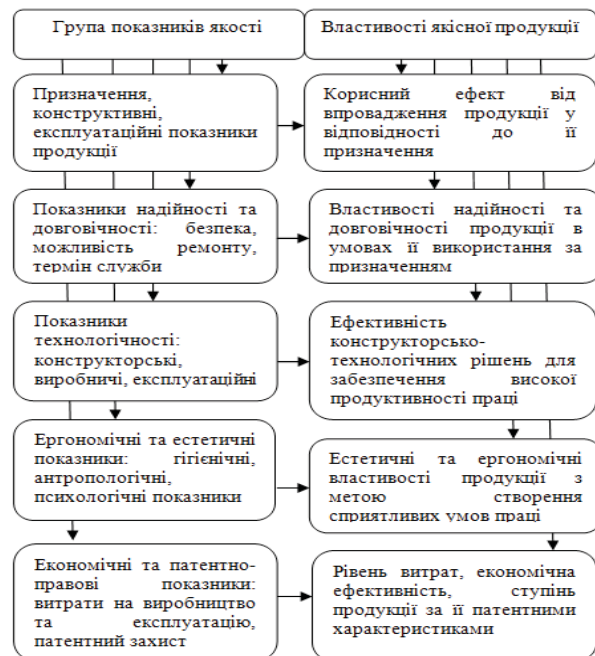 Група показників якості
Властивості якісної продукції
Призначення,
конструктивні,
експлуатаційні показники
продукції
Корисний ефект від
впровадження продукції у
відповідності до її
призначення
Показники надійності та
довговічності: безпека,
можливість ремонту,
термін служби
Властивості надійності та
довговічності продукції в
умовах її використання за
призначенням
Показники
технологічності:
конструкторські,
виробничі, експлуатаційні
Ефективність
конструкторсько-
технологічних рішень для
забезпечення високої
продуктивності праці
Ергономічні та естетичні
показники: гігієнічні,
антропологічні,
психологічні показники
Естетичні та ергономічні
властивості продукції з
метою створення
сприятливих умов праці
Економічні та патентно-
правові показники:
витрати на виробництво
та експлуатацію,
патентний захист
Рівень витрат, економічна
ефективність, ступінь
продукції за її патентними
характеристиками